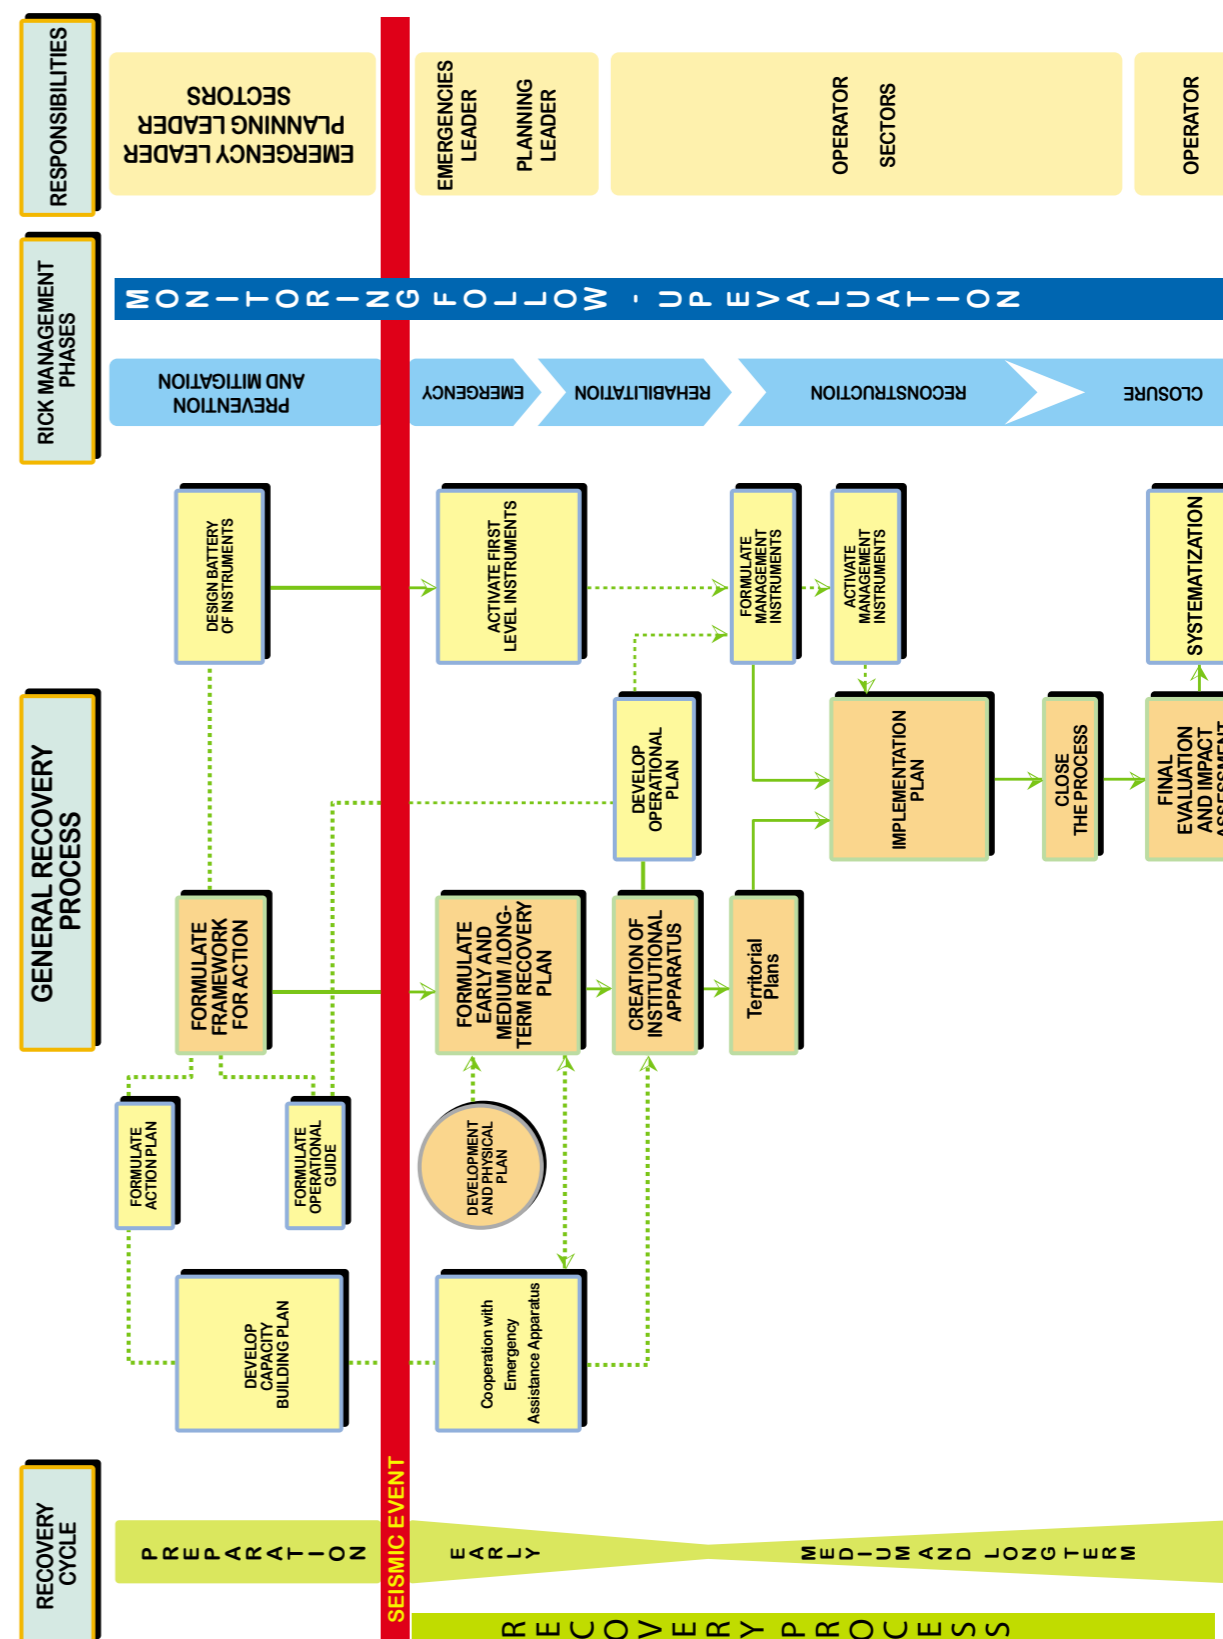 RECOVERY
CYCLE
GENERAL RECOVERY
PROCESS
RICK MANAGEMENT
PHASES
RESPONSIBILITIES
PREPARATION
DEVELOP
CAPACITY
BUILDING PLAN
FORMULATE
ACTION PLAN
FORMULATE
OPERATIONAL
GUIDE
FORMULATE
FRAMEWORK
FOR ACTION
DESIGN BATTERY
OF INSTRUMENTS
PREVENTION
AND MITIGATION
EMERGENCY LEADER
PLANNING LEADER
SECTORS
SEISMIC EVENT
MONITORING FOLLOW - UP EVALUATION
RECOVERY PROCESS
EARLY
Cooperation with
Emergency
Assistance Apparatus
DEVELOPMENT
AND PHYSICAL
PLAN
FORMULATE
EARLY AND
MEDIUM /LONG-
TERM RECOVERY
PLAN
ACTIVATE FIRST
LEVEL INSTRUMENTS
EMERGENCY
EMERGENCIES
LEADER
PLANNING
LEADER
CREATION OF
INSTITUTIONAL
APPARATUS
DEVELOP
OPERATIONAL
PLAN
REHABILITATION
MEDIUM AND LONG TERM
Territorial
Plans
FORMULATE
MANAGEMENT
INSTRUMENTS
ACTIVATE
MANAGEMENT
INSTRUMENTS
IMPLEMENTATION
PLAN
RECONSTRUCTION
OPERATOR
SECTORS
CLOSE
THE PROCESS
FINAL
EVALUATION
AND IMPACT
ASSESSMENT
SYSTEMATIZATION
CLOSURE
OPERATOR